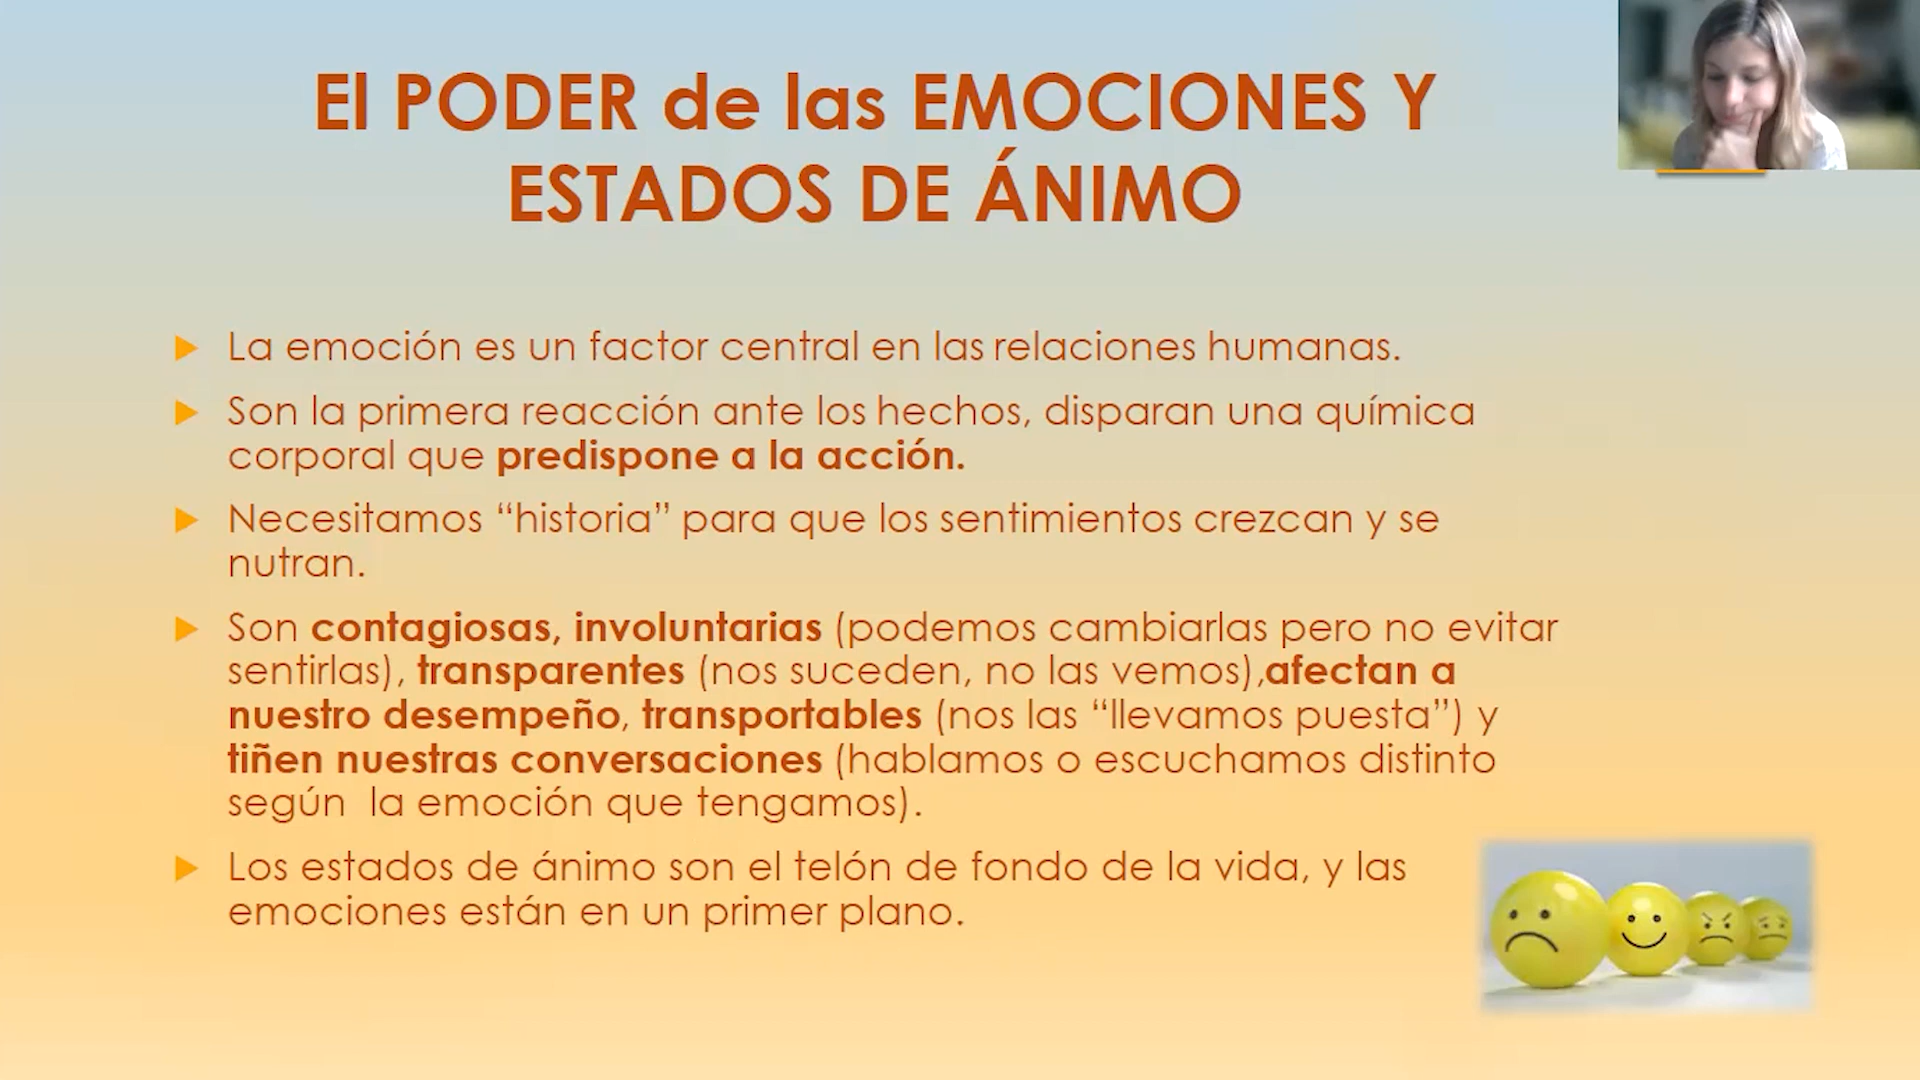 El PODER de las EMOCIONES Y
ESTADOS DE ÁNIMO
La emoción es un factor central en las relaciones humanas.
Son la primera reacción ante los hechos, disparan una química
corporal que predispone a la acción.
Necesitamos “historia” para que los sentimientos crezcan y se
nutran.
Son contagiosas, involuntarias (podemos cambiarlas pero no evitar
sentirlas), transparentes (nos suceden, no las vemos),afectan a
nuestro desempeño, transportables (nos las “llevamos puesta”) y
tiñen nuestras conversaciones (hablamos o escuchamos distinto
según  la emoción que tengamos).
Los estados de ánimo son el telón de fondo de la vida, y las
emociones están en un primer plano.